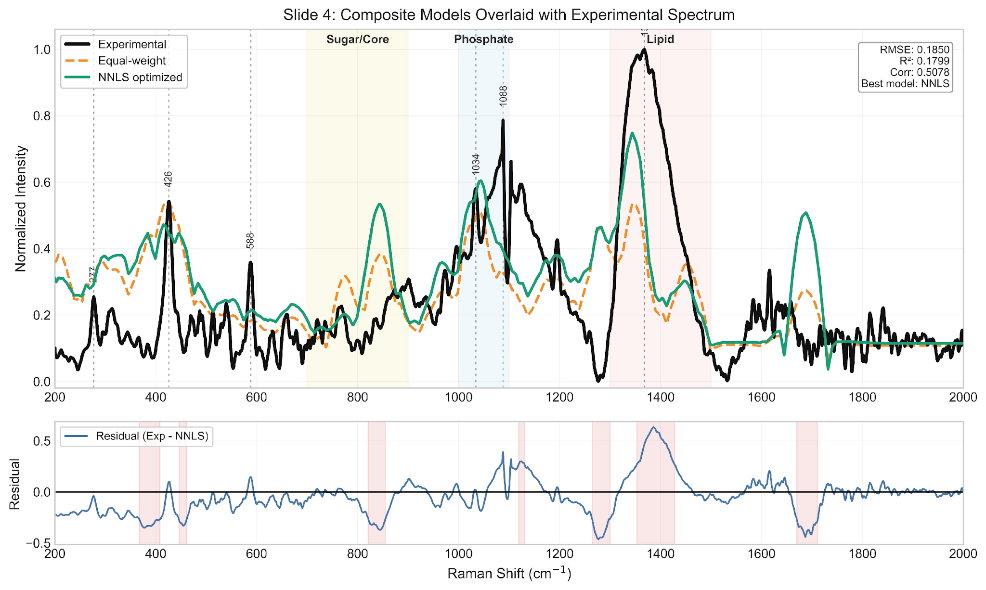 Slide 4: Composite Models Overlaid with Experimental Spectrum
Experimental
Equal-weight
NNLS optimized
Sugar/Core
Phosphate
Lipid
RMSE: 0.1850
R²: 0.1799
Corr: 0.5078
Best model: NNLS
277
426
588
1034
1088
Normalized Intensity
1.0
0.8
0.6
0.4
0.2
0.0
200 400 600 800 1000 1200 1400 1600 1800 2000
Residual (Exp - NNLS)
Residual
0.5
0.0
−0.5
200 400 600 800 1000 1200 1400 1600 1800 2000
Raman Shift (cm⁻¹)